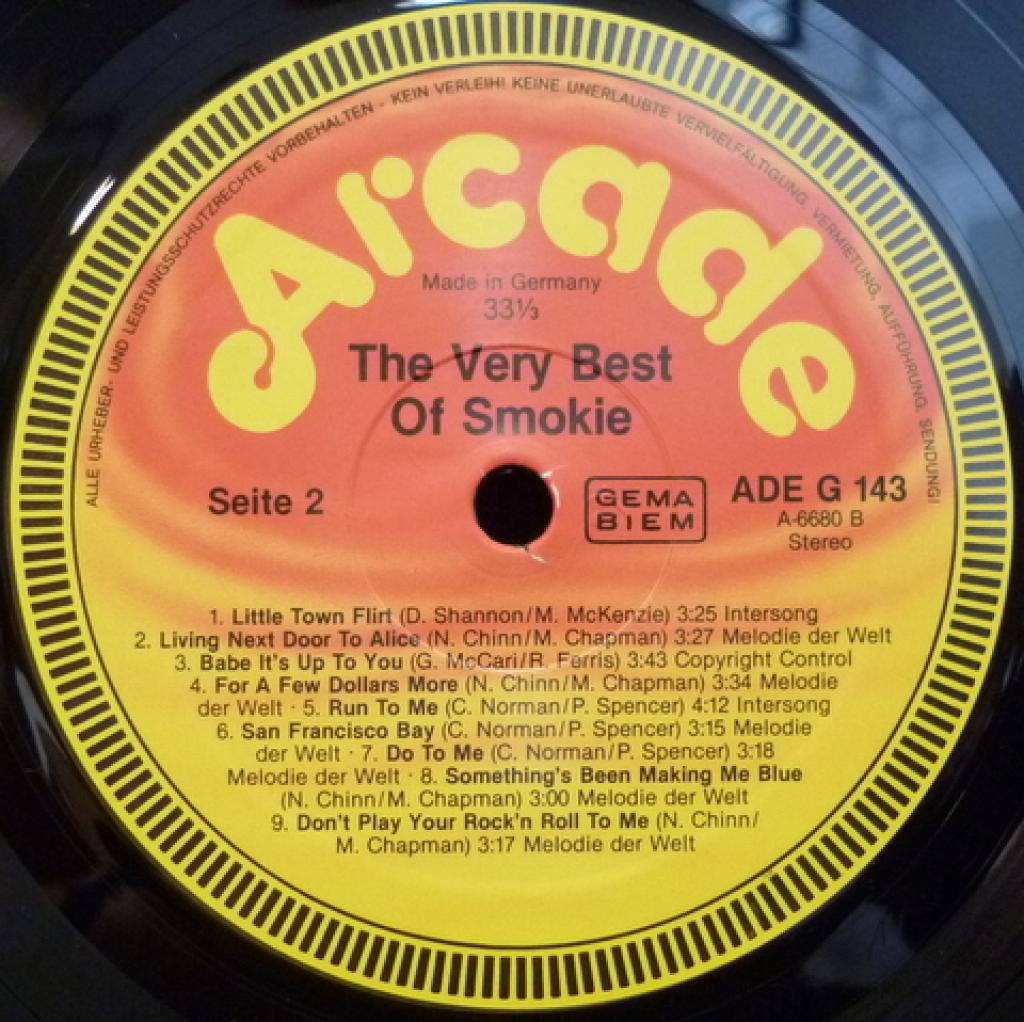 ALLE URHEBER- UND LEISTUNGSSCHUTZRECHTE VORBEHALTEN - KEIN VERLEIH! KEINE UNERLAUBTE VERVIELFÄLTIGUNG, VERMIETUNG, AUFFÜHRUNG, SENDUNG!
Arcade
Made in Germany
33⅓
The Very Best
Of Smokie
Seite 2
GEMA
BIEM
ADE G 143
A-6680 B
Stereo
1. Little Town Flirt (D. Shannon/M. McKenzie) 3:25 Intersong
2. Living Next Door To Alice (N. Chinn/M. Chapman) 3:27 Melodie der Welt
3. Babe It's Up To You (G. McCari/R. Ferris) 3:43 Copyright Control
4. For A Few Dollars More (N. Chinn/M. Chapman) 3:34 Melodie
der Welt · 5. Run To Me (C. Norman/P. Spencer) 4:12 Intersong
6. San Francisco Bay (C. Norman/P. Spencer) 3:15 Melodie
der Welt · 7. Do To Me (C. Norman/P. Spencer) 3:18
Melodie der Welt · 8. Something's Been Making Me Blue
(N. Chinn/M. Chapman) 3:00 Melodie der Welt
9. Don't Play Your Rock'n Roll To Me (N. Chinn/
M. Chapman) 3:17 Melodie der Welt